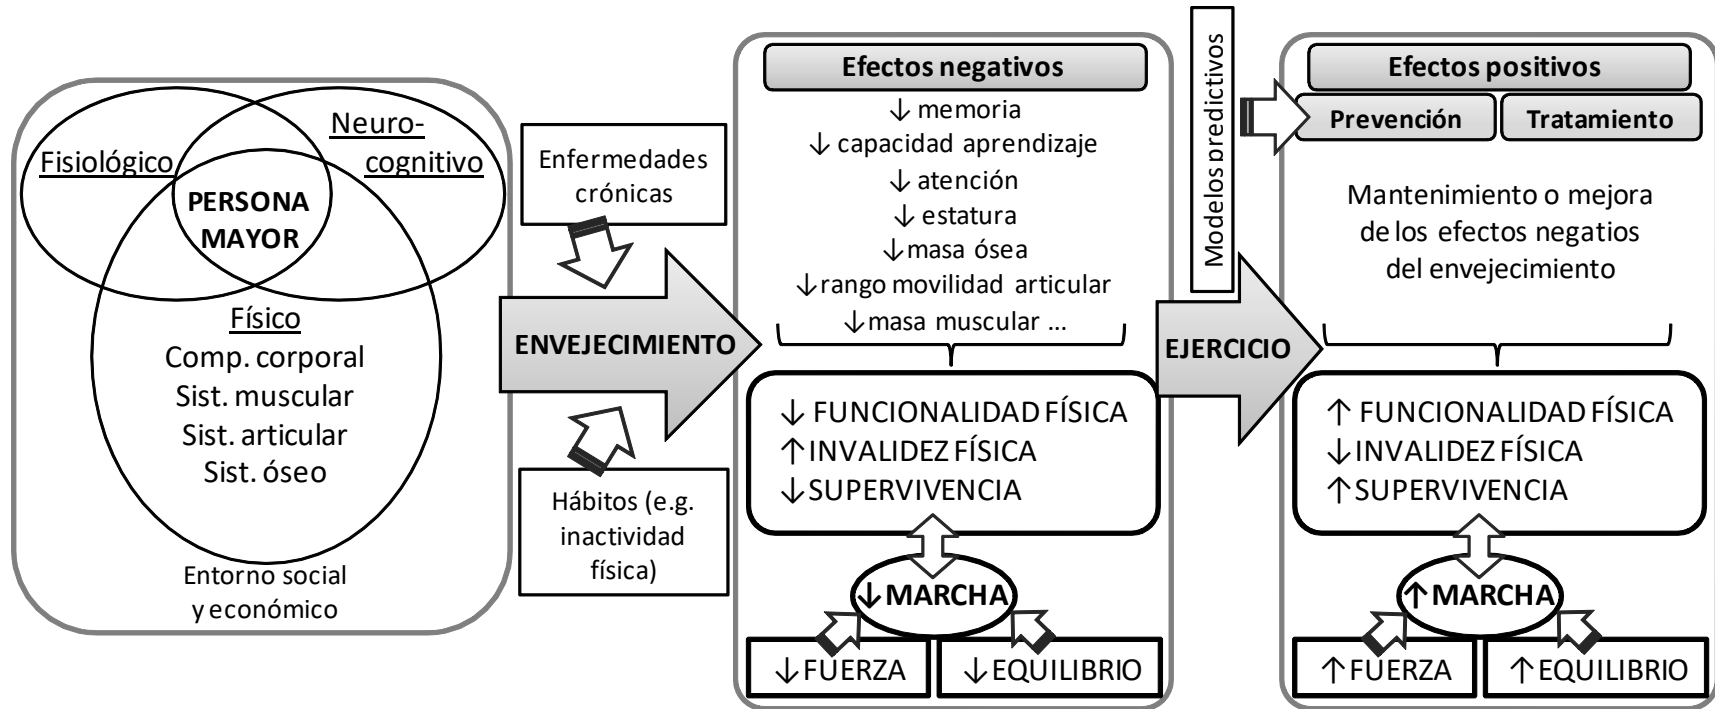 Fisiológico
Neuro-
cognitivo
PERSONA
MAYOR
Físico
Comp. corporal
Sist. muscular
Sist. articular
Sist. óseo
Entorno social
y económico
Enfermedades
crónicas
ENVEJECIMIENTO
Hábitos (e.g.
inactividad
física)
Efectos negativos
↓ memoria
↓ capacidad aprendizaje
↓ atención
↓ estatura
↓masa ósea
↓rango movilidad articular
↓masa muscular ...
↓ FUNCIONALIDAD FÍSICA
↑INVALIDEZ FÍSICA
↓SUPERVIVENCIA
↓MARCHA
↓FUERZA
↓EQUILIBRIO
EJERCICIO
Modelos predictivos
Efectos positivos
Prevención
Tratamiento
Mantenimiento o mejora
de los efectos negatios
del envejecimiento
↑ FUNCIONALIDAD FÍSICA
↓INVALIDEZ FÍSICA
↑SUPERVIVENCIA
↑MARCHA
↑FUERZA
↑EQUILIBRIO